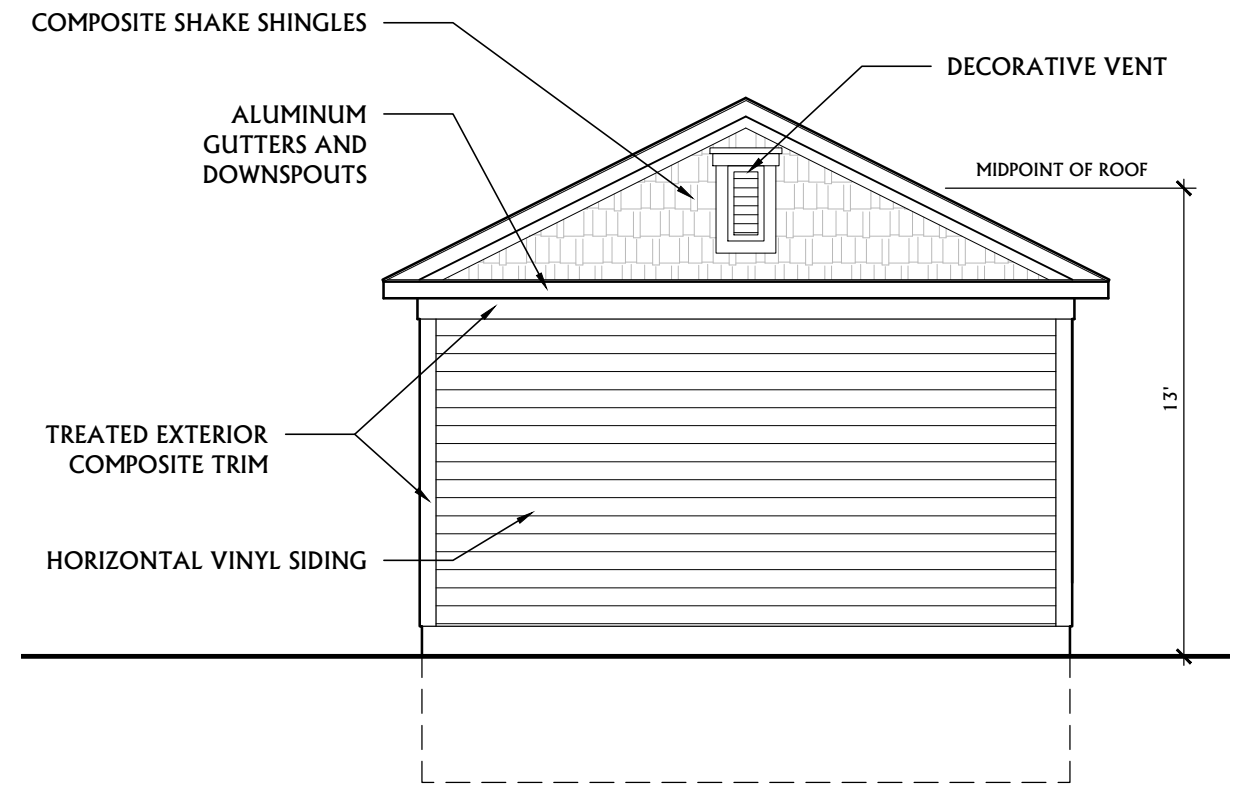 COMPOSITE SHAKE SHINGLES
DECORATIVE VENT
ALUMINUM
GUTTERS AND
DOWNSPOUTS
MIDPOINT OF ROOF
13'
TREATED EXTERIOR
COMPOSITE TRIM
HORIZONTAL VINYL SIDING